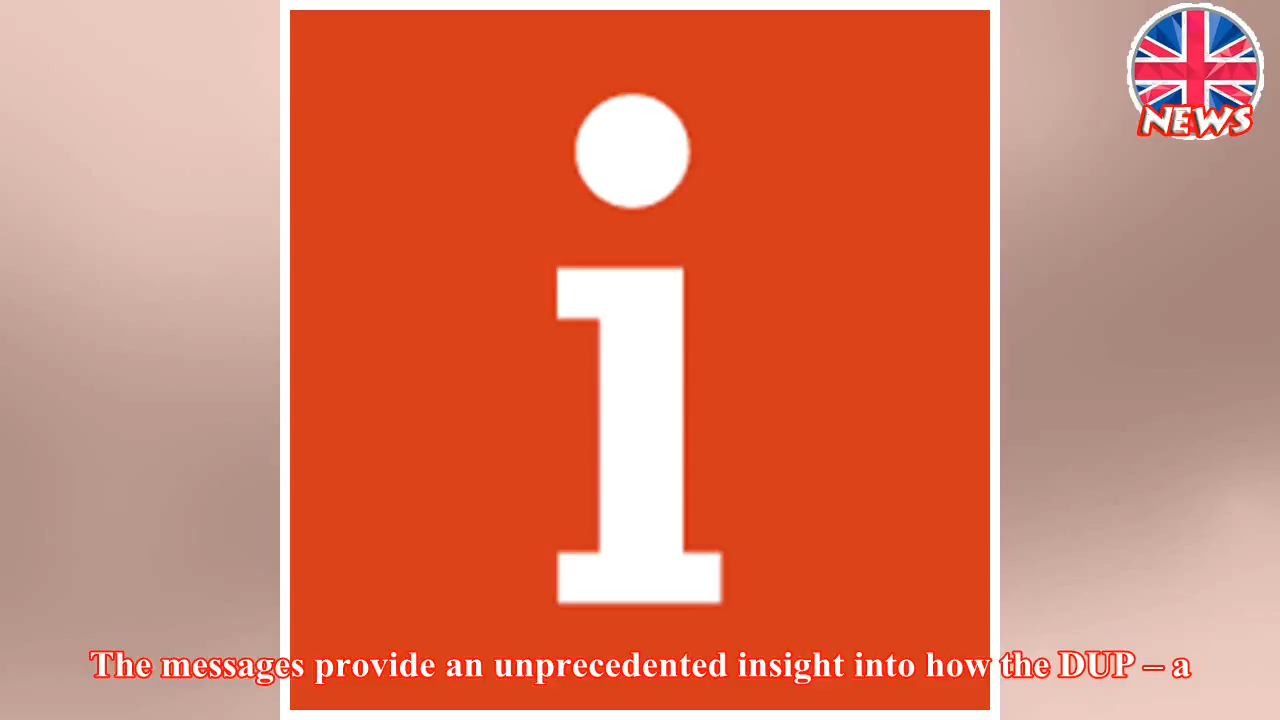 NEWS
i
The messages provide an unprecedented insight into how the DUP – a